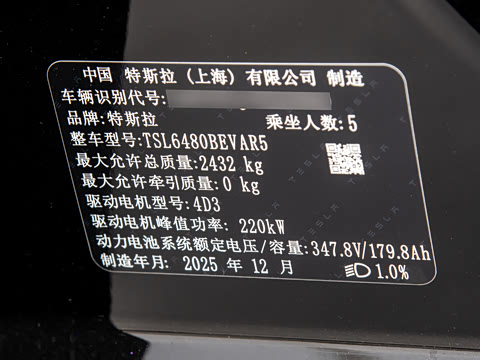 中国 特斯拉（上海）有限公司 制造
车辆识别代号:
品牌:特斯拉 乘坐人数:5
整车型号:TSL6480BEVAR5
最大允许总质量:2432 kg
最大允许牵引质量: 0 kg
驱动电机型号: 4D3
驱动电机峰值功率: 220kW
动力电池系统额定电压/容量:347.8V/179.8Ah
制造年月: 2025 年 12 月 1.0%